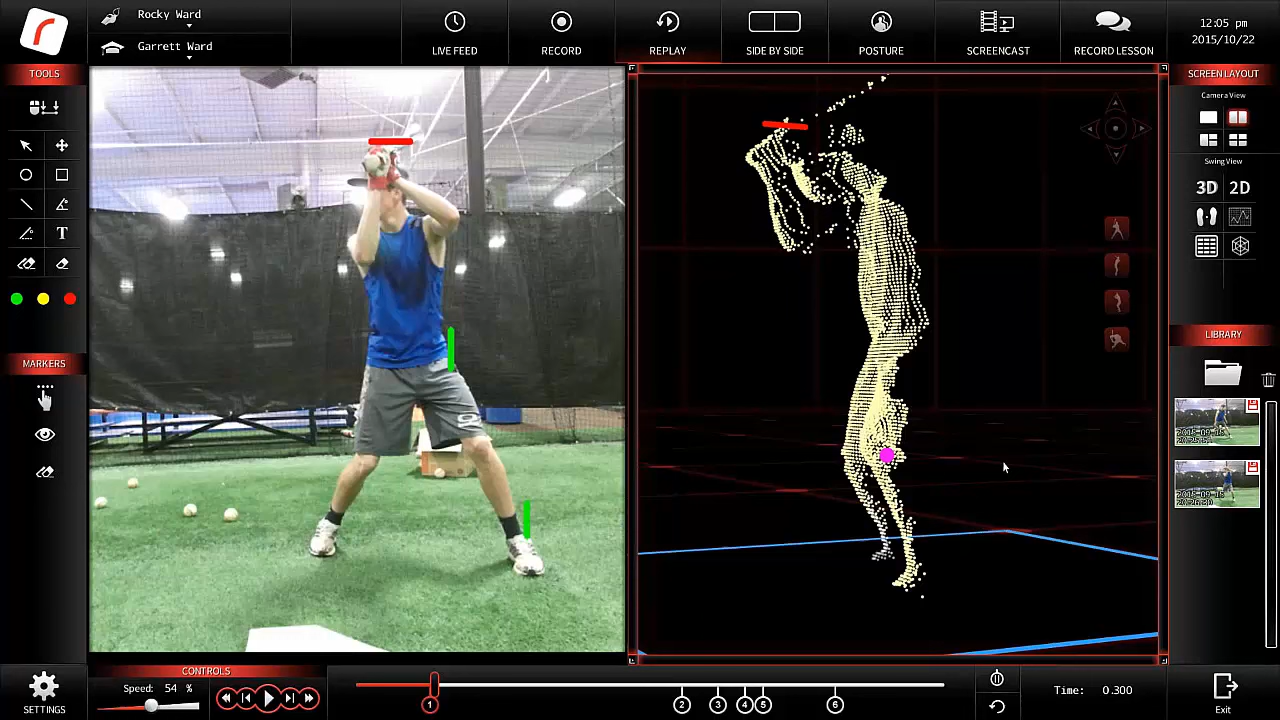 Rocky Ward
Garrett Ward
LIVE FEED
RECORD
REPLAY
SIDE BY SIDE
POSTURE
SCREENCAST
RECORD LESSON
12:05 pm
2015/10/22
TOOLS
T
MARKERS
SCREEN LAYOUT
Camera View
Swing View
3D 2D
LIBRARY
SETTINGS
CONTROLS
Speed: 54 %
1
2
3
4
5
6
Time: 0.300
Exit